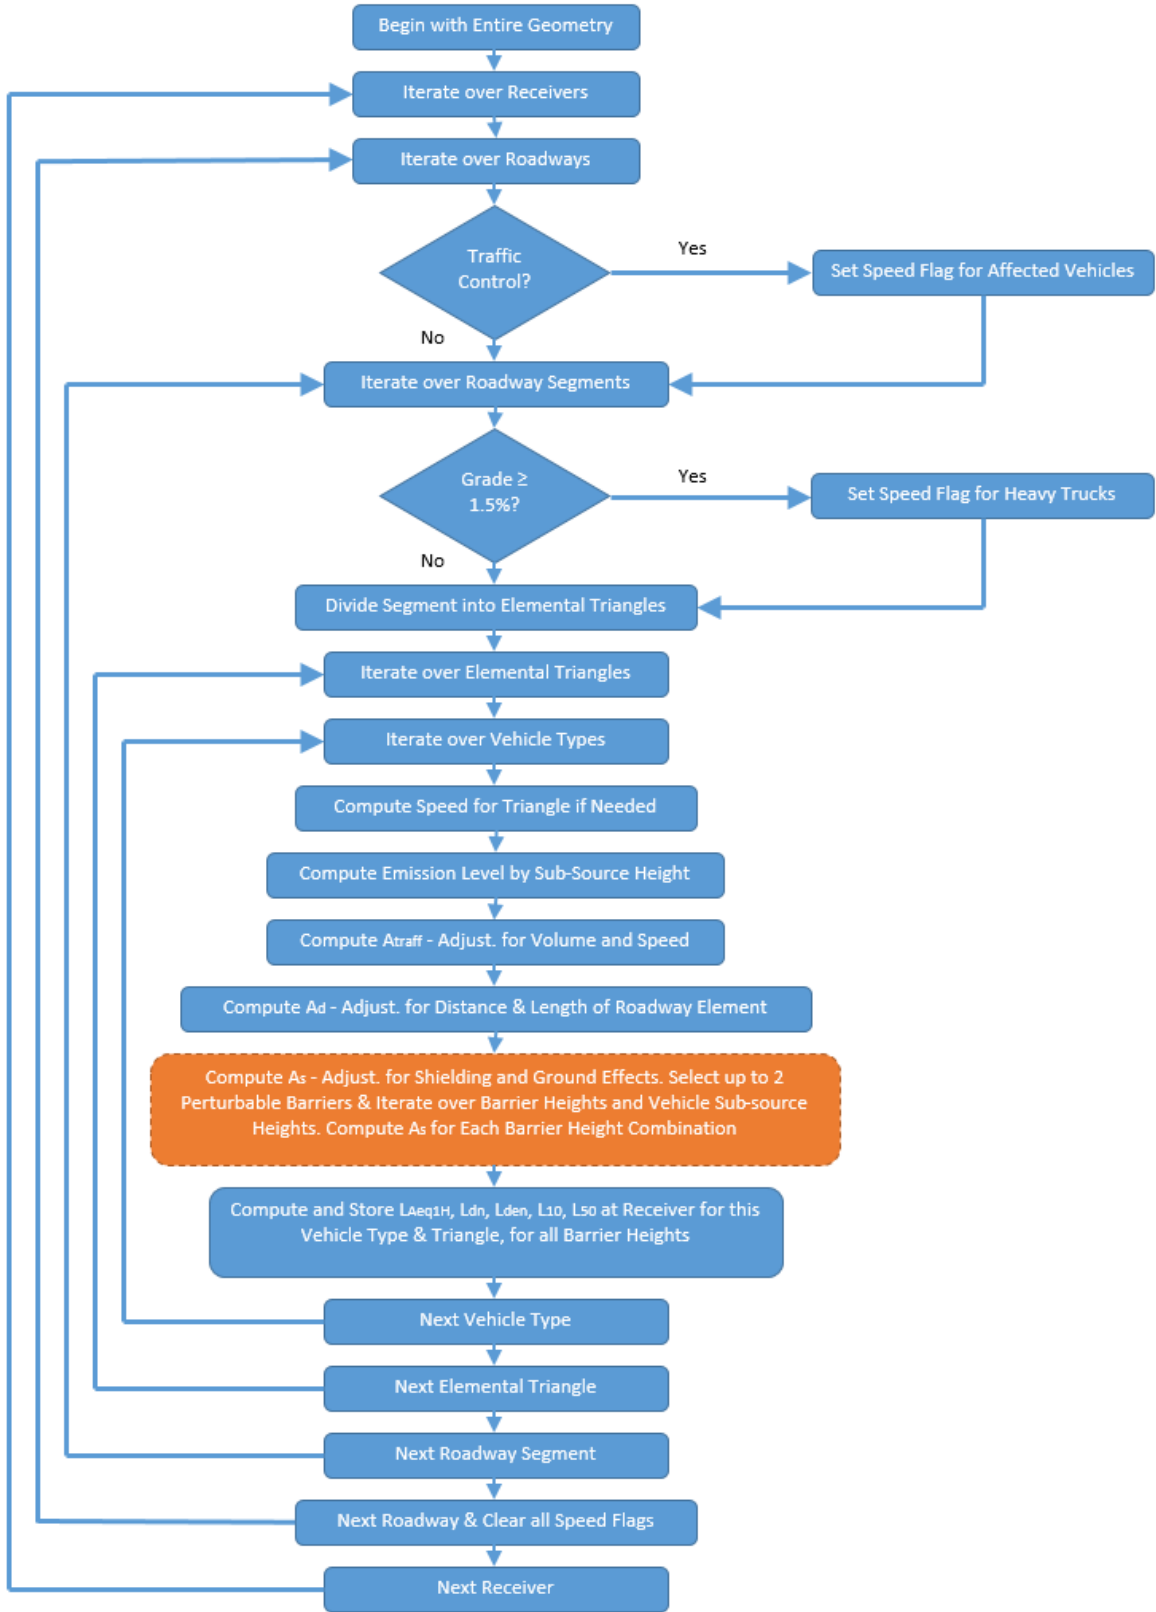 Begin with Entire Geometry
Iterate over Receivers
Iterate over Roadways
Traffic
Control?
Yes
Set Speed Flag for Affected Vehicles
No
Iterate over Roadway Segments
Grade ≥
1.5%?
Yes
Set Speed Flag for Heavy Trucks
No
Divide Segment into Elemental Triangles
Iterate over Elemental Triangles
Iterate over Vehicle Types
Compute Speed for Triangle if Needed
Compute Emission Level by Sub-Source Height
Compute Atraff - Adjust. for Volume and Speed
Compute Ad - Adjust. for Distance & Length of Roadway Element
Compute As - Adjust. for Shielding and Ground Effects. Select up to 2
Perturbable Barriers & Iterate over Barrier Heights and Vehicle Sub-source
Heights. Compute As for Each Barrier Height Combination
Compute and Store LAeq1H, Ldn, Lden, L10, L50 at Receiver for this
Vehicle Type & Triangle, for all Barrier Heights
Next Vehicle Type
Next Elemental Triangle
Next Roadway Segment
Next Roadway & Clear all Speed Flags
Next Receiver